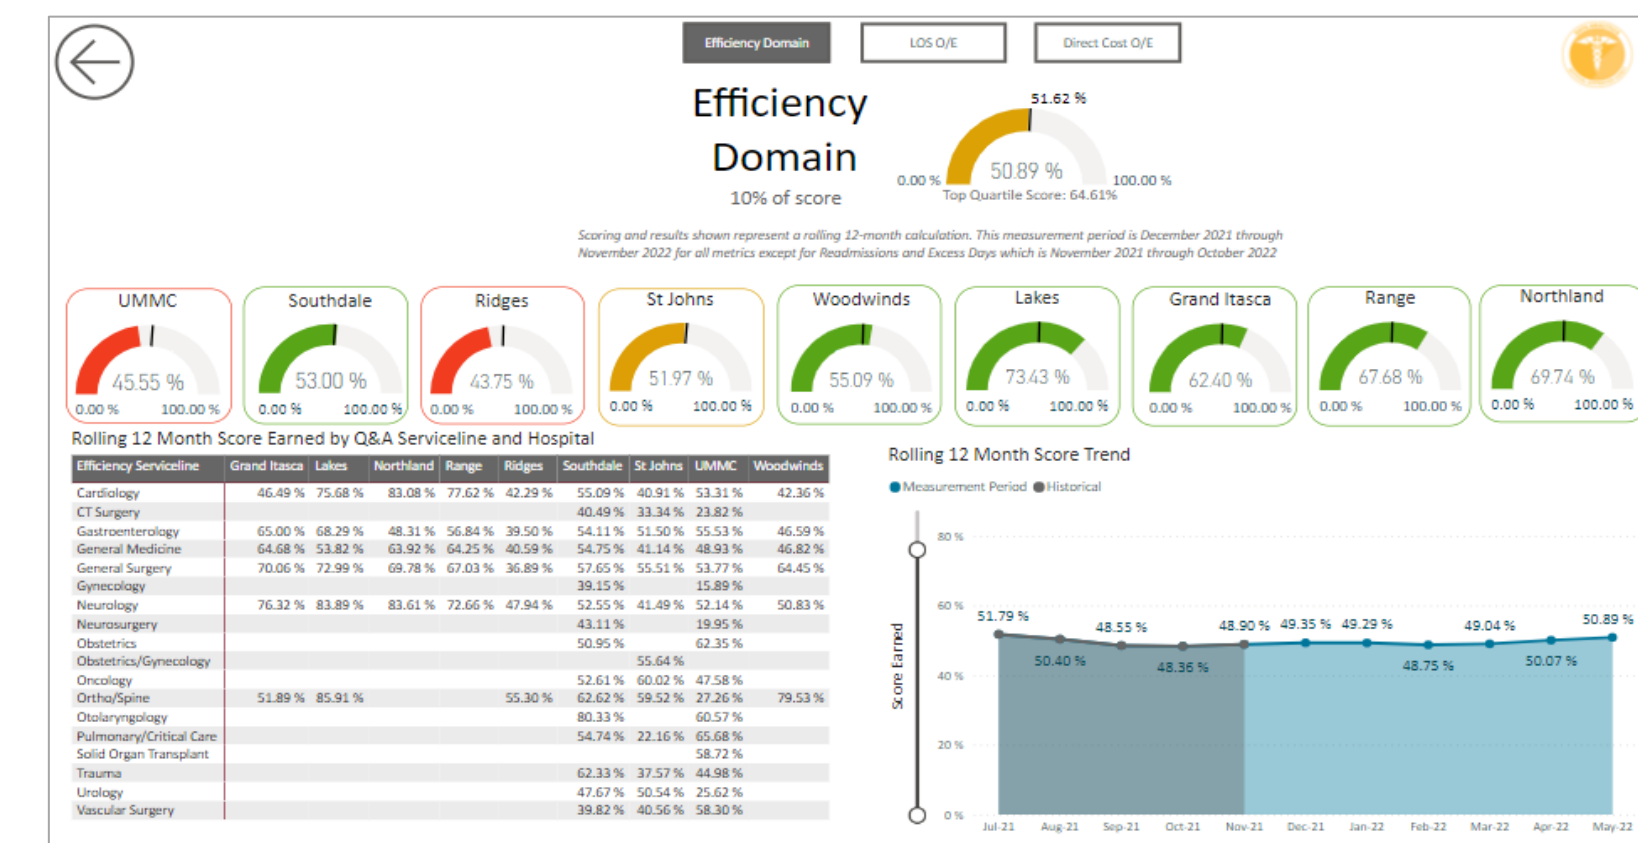 Efficiency Domain LOS O/E Direct Cost O/E
Efficiency
Domain
10% of score
51.62 %
50.89 %
0.00 % 100.00 %
Top Quartile Score: 64.61%
Scoring and results shown represent a rolling 12-month calculation. This measurement period is December 2021 through
November 2022 for all metrics except for Readmissions and Excess Days which is November 2021 through October 2022
UMMC Southdale Ridges St Johns Woodwinds Lakes Grand Itasca Range Northland
45.55 % 53.00 % 43.75 % 51.97 % 55.09 % 73.43 % 62.40 % 67.68 % 69.74 %
0.00 % 100.00 % 0.00 % 100.00 % 0.00 % 100.00 % 0.00 % 100.00 % 0.00 % 100.00 % 0.00 % 100.00 % 0.00 % 100.00 % 0.00 % 100.00 % 0.00 % 100.00 %
Rolling 12 Month Score Earned by Q&A Serviceline and Hospital
Efficiency Serviceline Grand Itasca Lakes Northland Range Ridges Southdale St Johns UMMC Woodwinds
Cardiology 46.49 % 75.68 % 83.08 % 77.62 % 42.29 % 55.09 % 40.91 % 53.31 % 42.36 %
CT Surgery 40.49 % 33.34 % 23.82 %
Gastroenterology 65.00 % 68.29 % 48.31 % 56.84 % 39.50 % 54.11 % 51.50 % 55.53 % 46.59 %
General Medicine 64.68 % 53.82 % 63.92 % 64.25 % 40.59 % 54.75 % 41.14 % 48.93 % 46.82 %
General Surgery 70.06 % 72.99 % 69.78 % 67.03 % 36.89 % 57.65 % 55.51 % 53.77 % 64.45 %
Gynecology 39.15 % 15.89 %
Neurology 76.32 % 83.89 % 83.61 % 72.66 % 47.94 % 52.55 % 41.49 % 52.14 % 50.83 %
Neurosurgery 43.11 % 19.95 %
Obstetrics 50.95 % 62.35 %
Obstetrics/Gynecology 55.64 %
Oncology 52.61 % 60.02 % 47.58 %
Ortho/Spine 51.89 % 85.91 % 55.30 % 62.62 % 59.52 % 27.26 % 79.53 %
Otolaryngology 80.33 % 60.57 %
Pulmonary/Critical Care 54.74 % 22.16 % 65.68 %
Solid Organ Transplant 58.72 %
Trauma 62.33 % 37.57 % 44.98 %
Urology 47.67 % 50.54 % 25.62 %
Vascular Surgery 39.82 % 40.56 % 58.30 %
Rolling 12 Month Score Trend
Measurement Period Historical
Score Earned
80 %
60 %
40 %
20 %
0 %
51.79 % 50.40 % 48.55 % 48.36 % 48.90 % 49.35 % 49.29 % 48.75 % 49.04 % 50.07 % 50.89 %
Jul-21 Aug-21 Sep-21 Oct-21 Nov-21 Dec-21 Jan-22 Feb-22 Mar-22 Apr-22 May-22